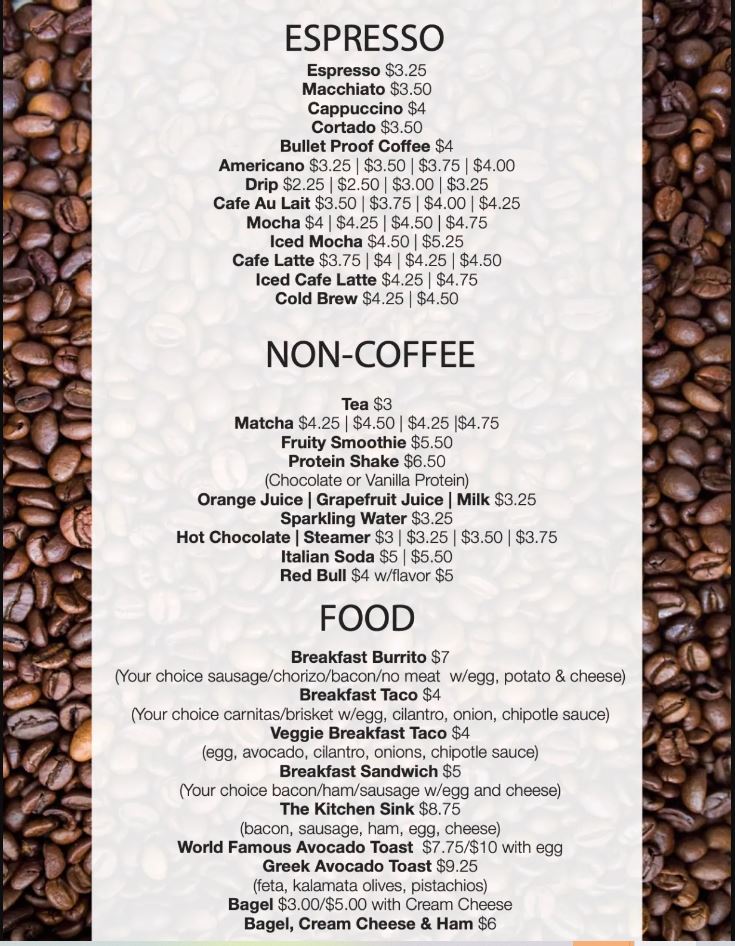 ESPRESSO
Espresso $3.25
Macchiato $3.50
Cappuccino $4
Cortado $3.50
Bullet Proof Coffee $4
Americano $3.25 | $3.50 | $3.75 | $4.00
Drip $2.25 | $2.50 | $3.00 | $3.25
Cafe Au Lait $3.50 | $3.75 | $4.00 | $4.25
Mocha $4 | $4.25 | $4.50 | $4.75
Iced Mocha $4.50 | $5.25
Cafe Latte $3.75 | $4 | $4.25 | $4.50
Iced Cafe Latte $4.25 | $4.75
Cold Brew $4.25 | $4.50
NON-COFFEE
Tea $3
Matcha $4.25 | $4.50 | $4.25 |$4.75
Fruity Smoothie $5.50
Protein Shake $6.50
(Chocolate or Vanilla Protein)
Orange Juice | Grapefruit Juice | Milk $3.25
Sparkling Water $3.25
Hot Chocolate | Steamer $3 | $3.25 | $3.50 | $3.75
Italian Soda $5 | $5.50
Red Bull $4 w/flavor $5
FOOD
Breakfast Burrito $7
(Your choice sausage/chorizo/bacon/no meat w/egg, potato & cheese)
Breakfast Taco $4
(Your choice carnitas/brisket w/egg, cilantro, onion, chipotle sauce)
Veggie Breakfast Taco $4
(egg, avocado, cilantro, onions, chipotle sauce)
Breakfast Sandwich $5
(Your choice bacon/ham/sausage w/egg and cheese)
The Kitchen Sink $8.75
(bacon, sausage, ham, egg, cheese)
World Famous Avocado Toast $7.75/$10 with egg
Greek Avocado Toast $9.25
(feta, kalamata olives, pistachios)
Bagel $3.00/$5.00 with Cream Cheese
Bagel, Cream Cheese & Ham $6